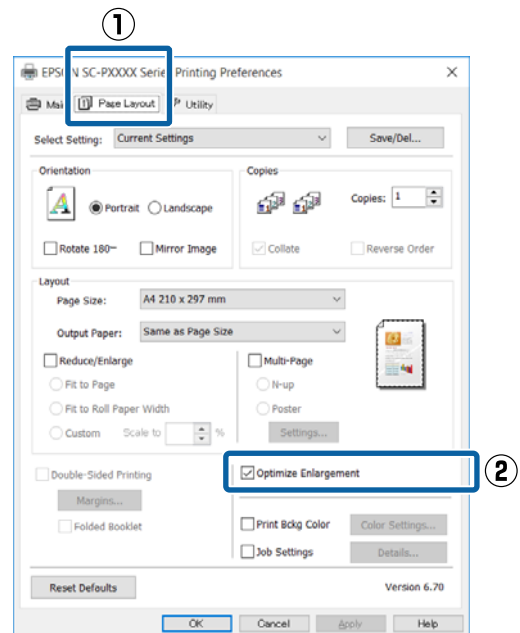 ①
EPSON SC-PXXXX Series Printing Preferences
Main Page Layout Utility
Select Setting: Current Settings Save/Del...
Orientation Copies
Portrait Landscape Copies: 1
Rotate 180° Mirror Image Collate Reverse Order
Layout
Page Size: A4 210 x 297 mm
Output Paper: Same as Page Size
Reduce/Enlarge Multi-Page
Fit to Page N-up
Fit to Roll Paper Width Poster
Custom Scale to % Settings...
Double-Sided Printing Optimize Enlargement ②
Margins...
Folded Booklet Print Bckg Color Color Settings...
Job Settings Details...
Reset Defaults Version 6.70
OK Cancel Apply Help